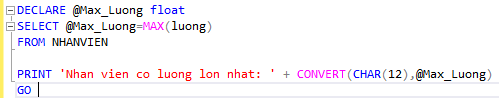 DECLARE @Max_Luong float
SELECT @Max_Luong=MAX(luong)
FROM NHANVIEN
PRINT 'Nhan vien co luong lon nhat: ' + CONVERT(CHAR(12),@Max_Luong)
GO